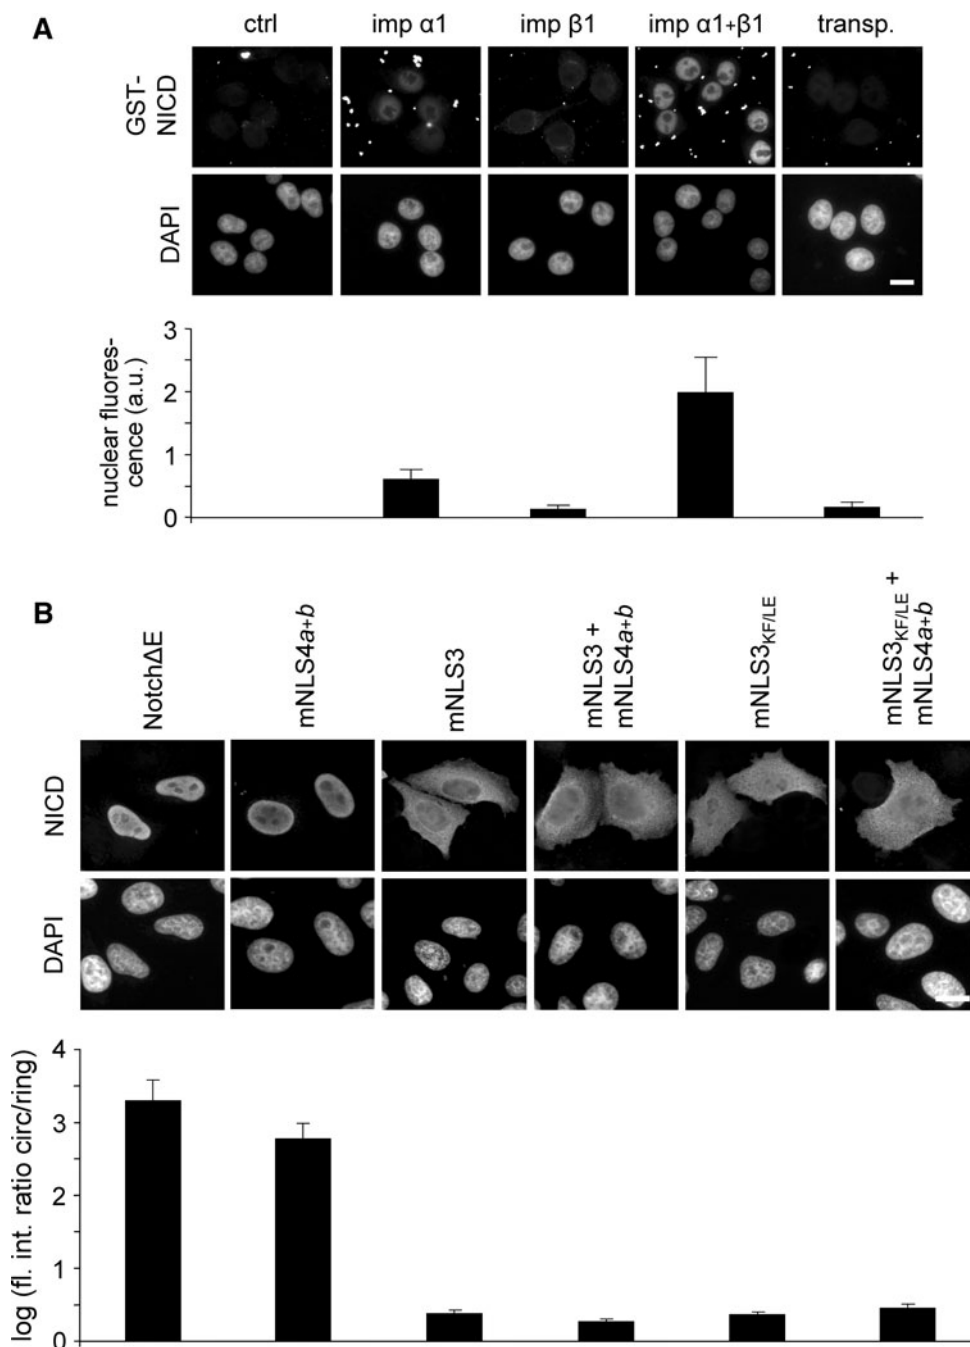 A
ctrl
imp α1
imp β1
imp α1+β1
transp.
GST-
NICD
DAPI
nuclear fluores-
cence (a.u.)
3
2
1
0
B
NotchΔE
mNLS4a+b
mNLS3
mNLS3 +
mNLS4a+b
mNLS3KF/LE
mNLS3KF/LE +
mNLS4a+b
NICD
DAPI
log (fl. int. ratio circ/ring)
4
3
2
1
0